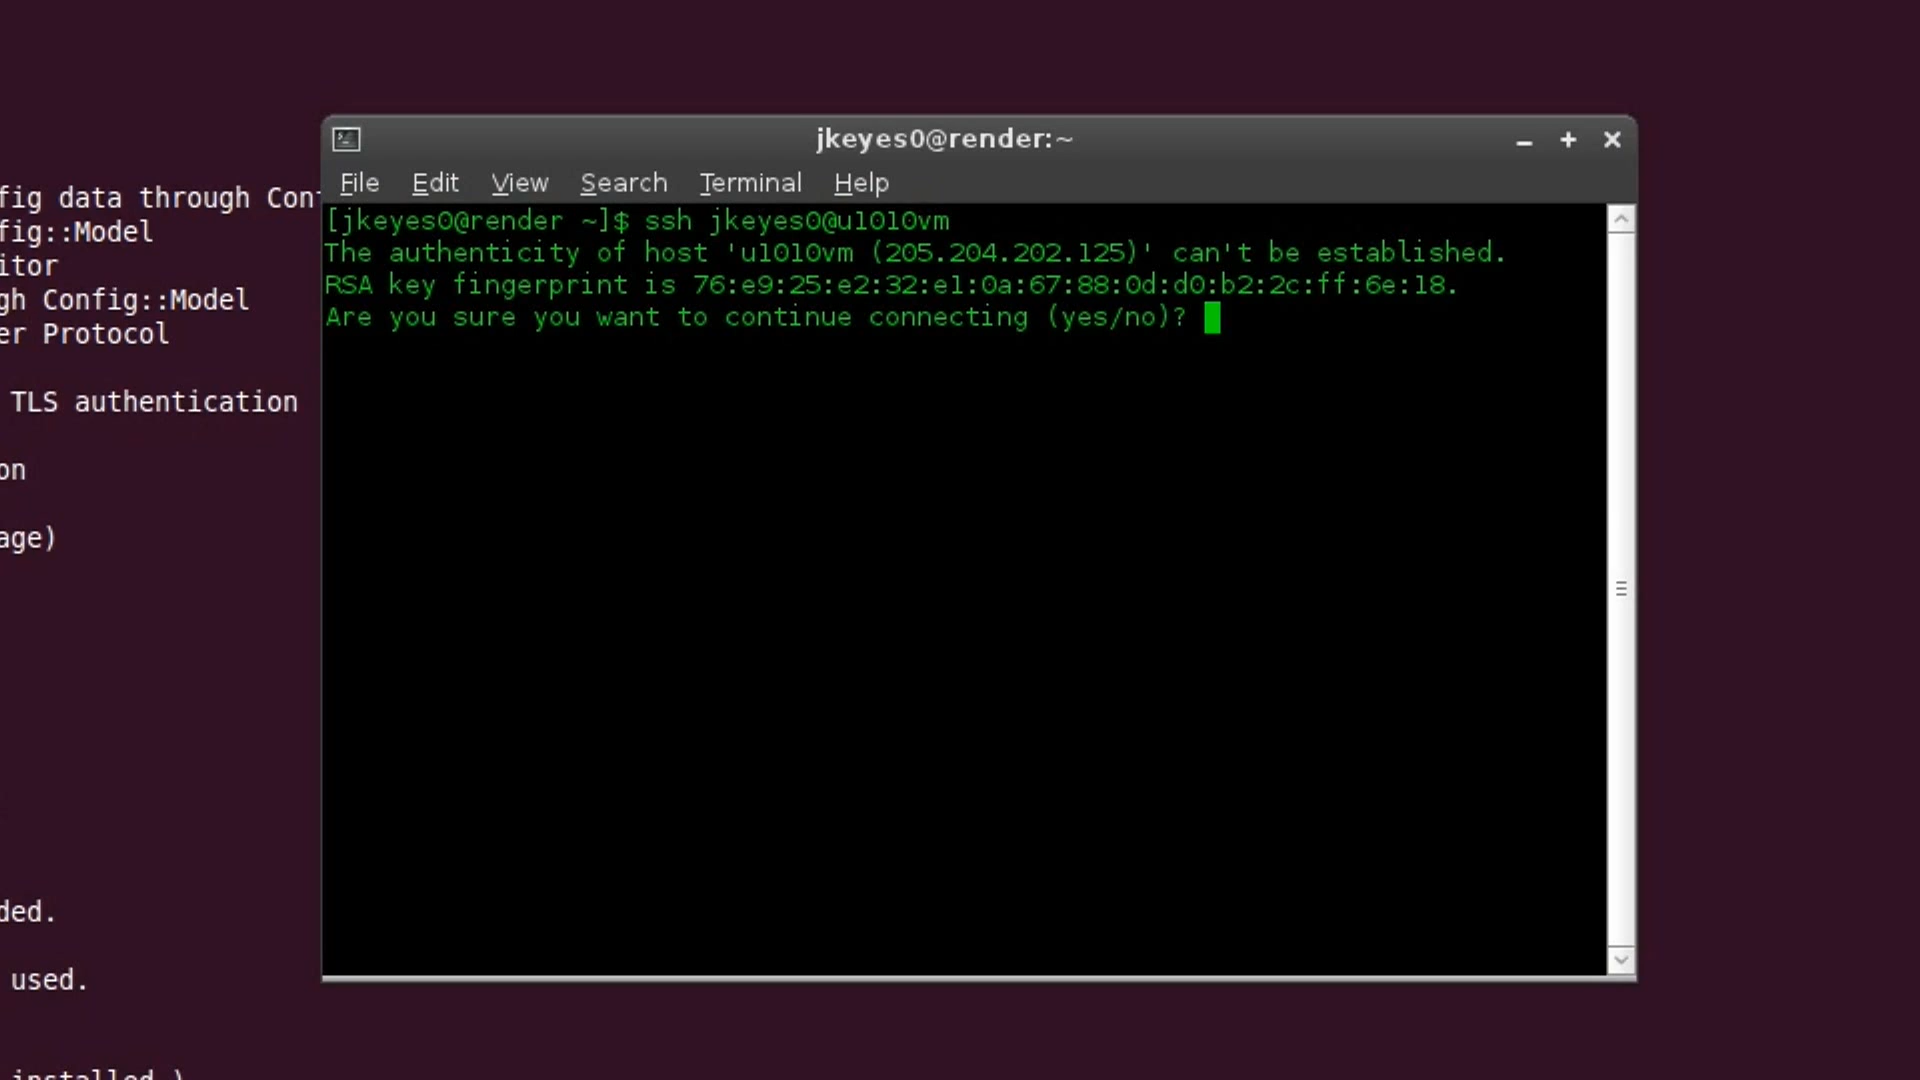 jkeyes0@render:~
File Edit View Search Terminal Help
[jkeyes0@render ~]$ ssh jkeyes0@u1010vm
The authenticity of host 'u1010vm (205.204.202.125)' can't be established.
RSA key fingerprint is 76:e9:25:e2:32:e1:0a:67:88:0d:d0:b2:2c:ff:6e:18.
Are you sure you want to continue connecting (yes/no)?
fig data through Con
fig::Model
itor
gh Config::Model
er Protocol
TLS authentication
on
age)
ded.
used.
installed.)